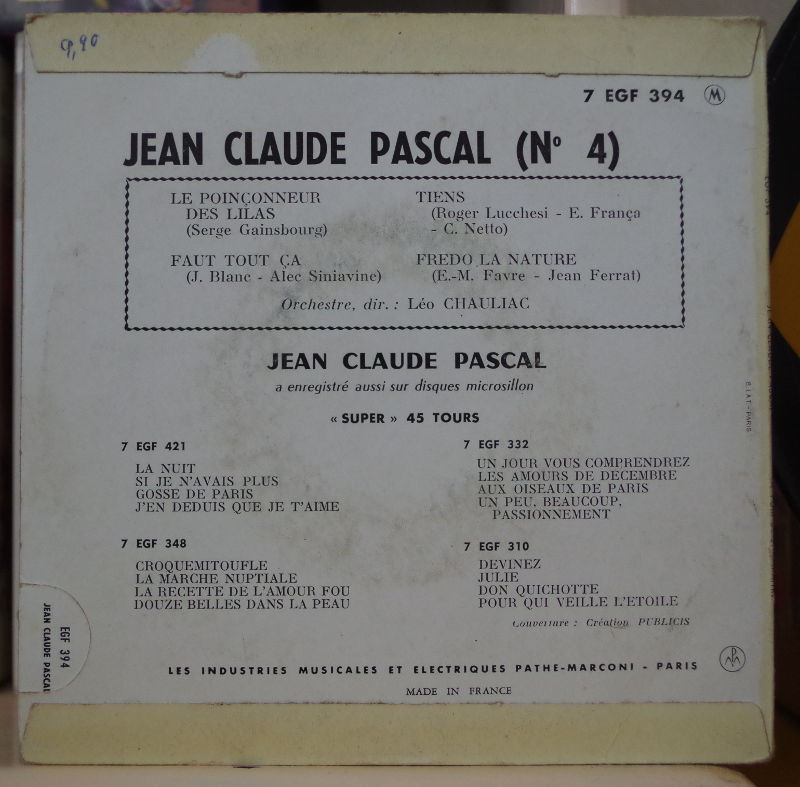 9,90
7 EGF 394 M
JEAN CLAUDE PASCAL (Nº 4)
LE POINÇONNEUR
DES LILAS
(Serge Gainsbourg)
FAUT TOUT ÇA
(J. Blanc - Alec Siniavine)
TIENS
(Roger Lucchesi - E. França
- C. Netto)
FREDO LA NATURE
(E.-M. Favre - Jean Ferrat)
Orchestre, dir. : Léo CHAULIAC
JEAN CLAUDE PASCAL
a enregistré aussi sur disques microsillon
« SUPER » 45 TOURS
7 EGF 421
LA NUIT
SI JE N'AVAIS PLUS
GOSSE DE PARIS
J'EN DEDUIS QUE JE T'AIME
7 EGF 332
UN JOUR VOUS COMPRENDREZ
LES AMOURS DE DECEMBRE
AUX OISEAUX DE PARIS
UN PEU, BEAUCOUP,
PASSIONNEMENT
7 EGF 348
CROQUEMITOUFLE
LA MARCHE NUPTIALE
LA RECETTE DE L'AMOUR FOU
DOUZE BELLES DANS LA PEAU
7 EGF 310
DEVINEZ
JULIE
DON QUICHOTTE
POUR QUI VEILLE L'ETOILE
Couverture : Création PUBLICIS
LES INDUSTRIES MUSICALES ET ELECTRIQUES PATHE-MARCONI - PARIS
MADE IN FRANCE
EGF 394
JEAN CLAUDE PASCAL